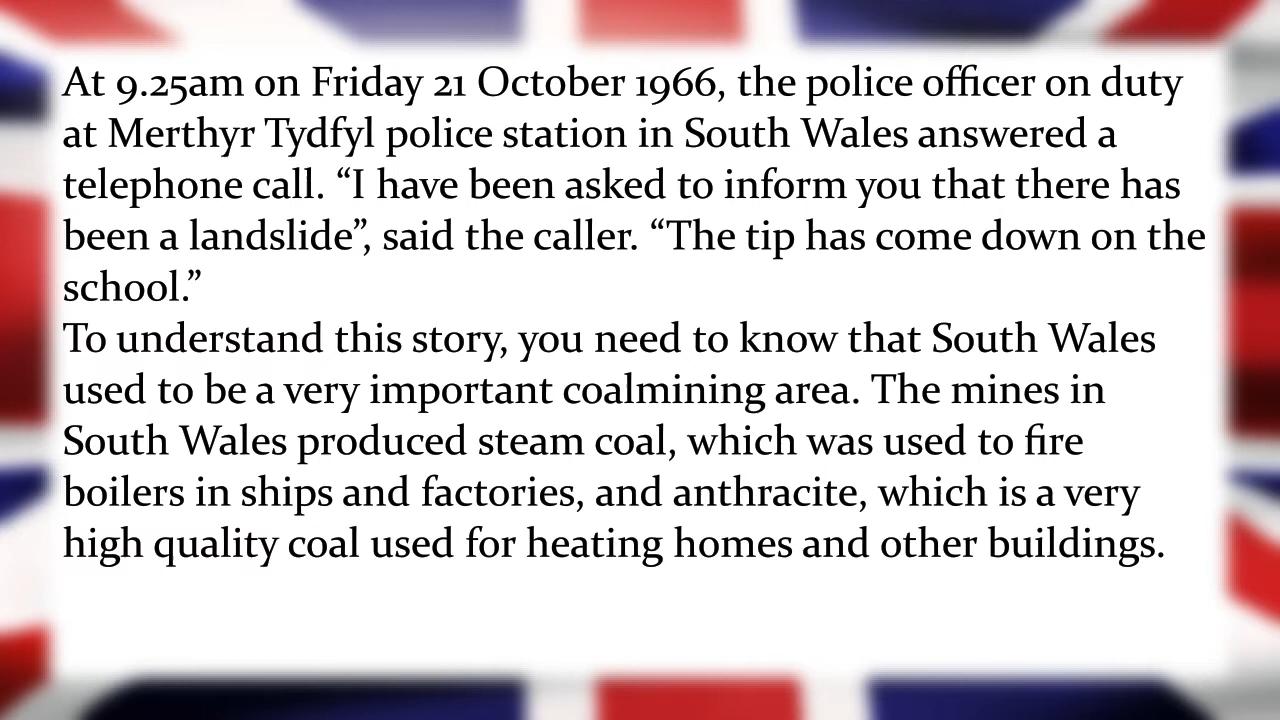 At 9.25am on Friday 21 October 1966, the police officer on duty
at Merthyr Tydfyl police station in South Wales answered a
telephone call. “I have been asked to inform you that there has
been a landslide”, said the caller. “The tip has come down on the
school.”
To understand this story, you need to know that South Wales
used to be a very important coalmining area. The mines in
South Wales produced steam coal, which was used to fire
boilers in ships and factories, and anthracite, which is a very
high quality coal used for heating homes and other buildings.